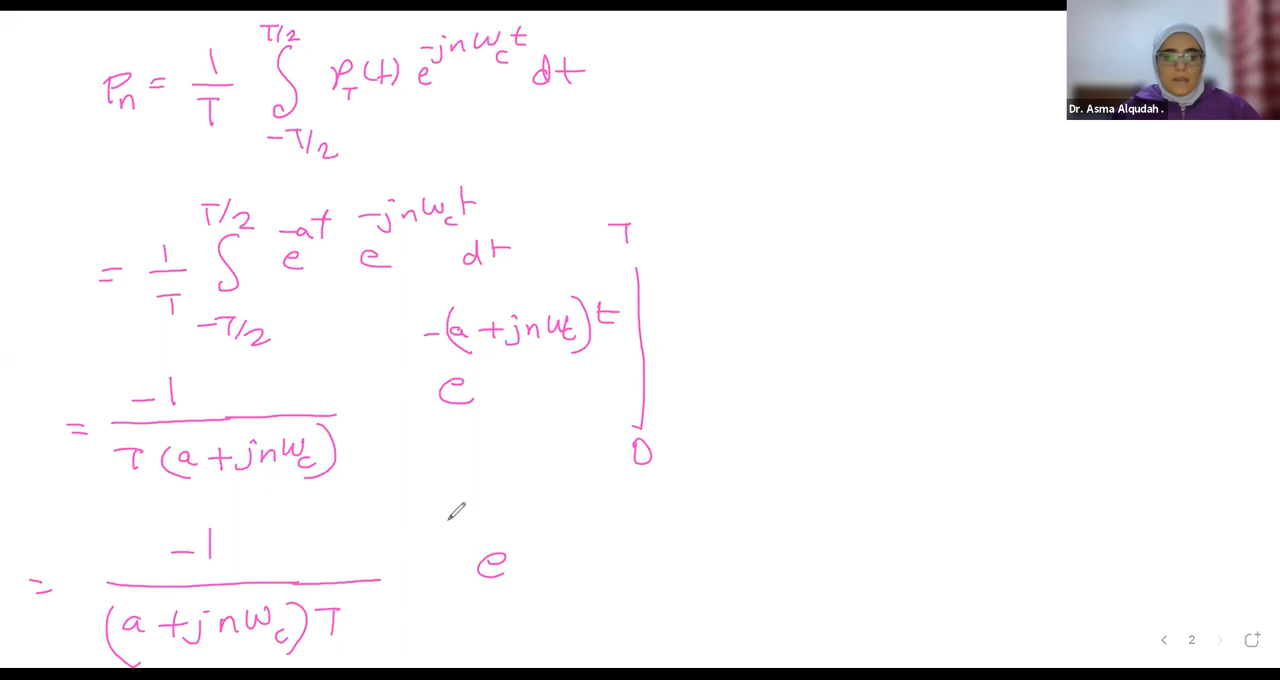 Pn = 1/T ∫_{-T/2}^{T/2} P_T(t) e^{-jnω_c t} dt
= 1/T ∫_{-T/2}^{T/2} e^{-at} e^{-jnω_c t} dt
= -1/(T(a+jnω_c)) e^{-(a+jnω_t)t} |_0^T
= -1/((a+jnω_c)T) e
Dr. Asma Alqudah .
2